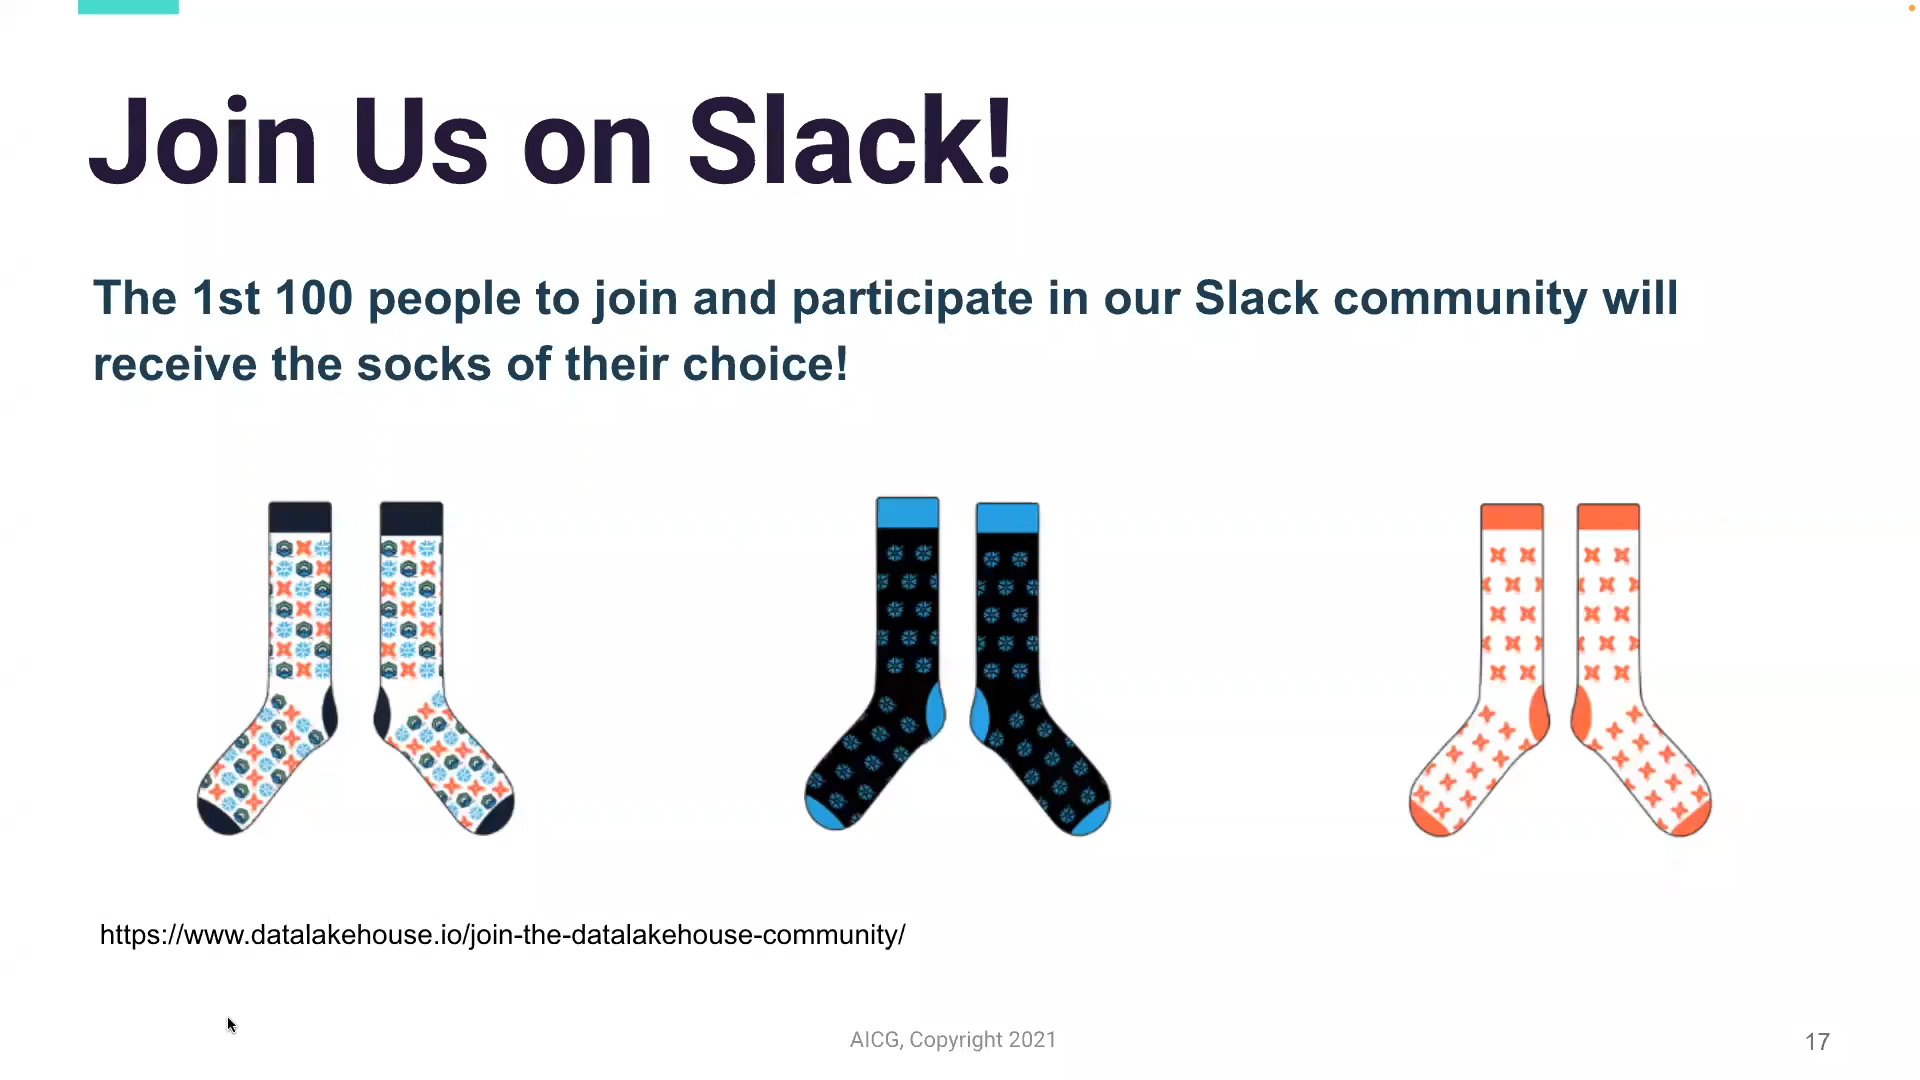 Join Us on Slack!
The 1st 100 people to join and participate in our Slack community will
receive the socks of their choice!
https://www.datalakehouse.io/join-the-datalakehouse-community/
AICG, Copyright 2021
17